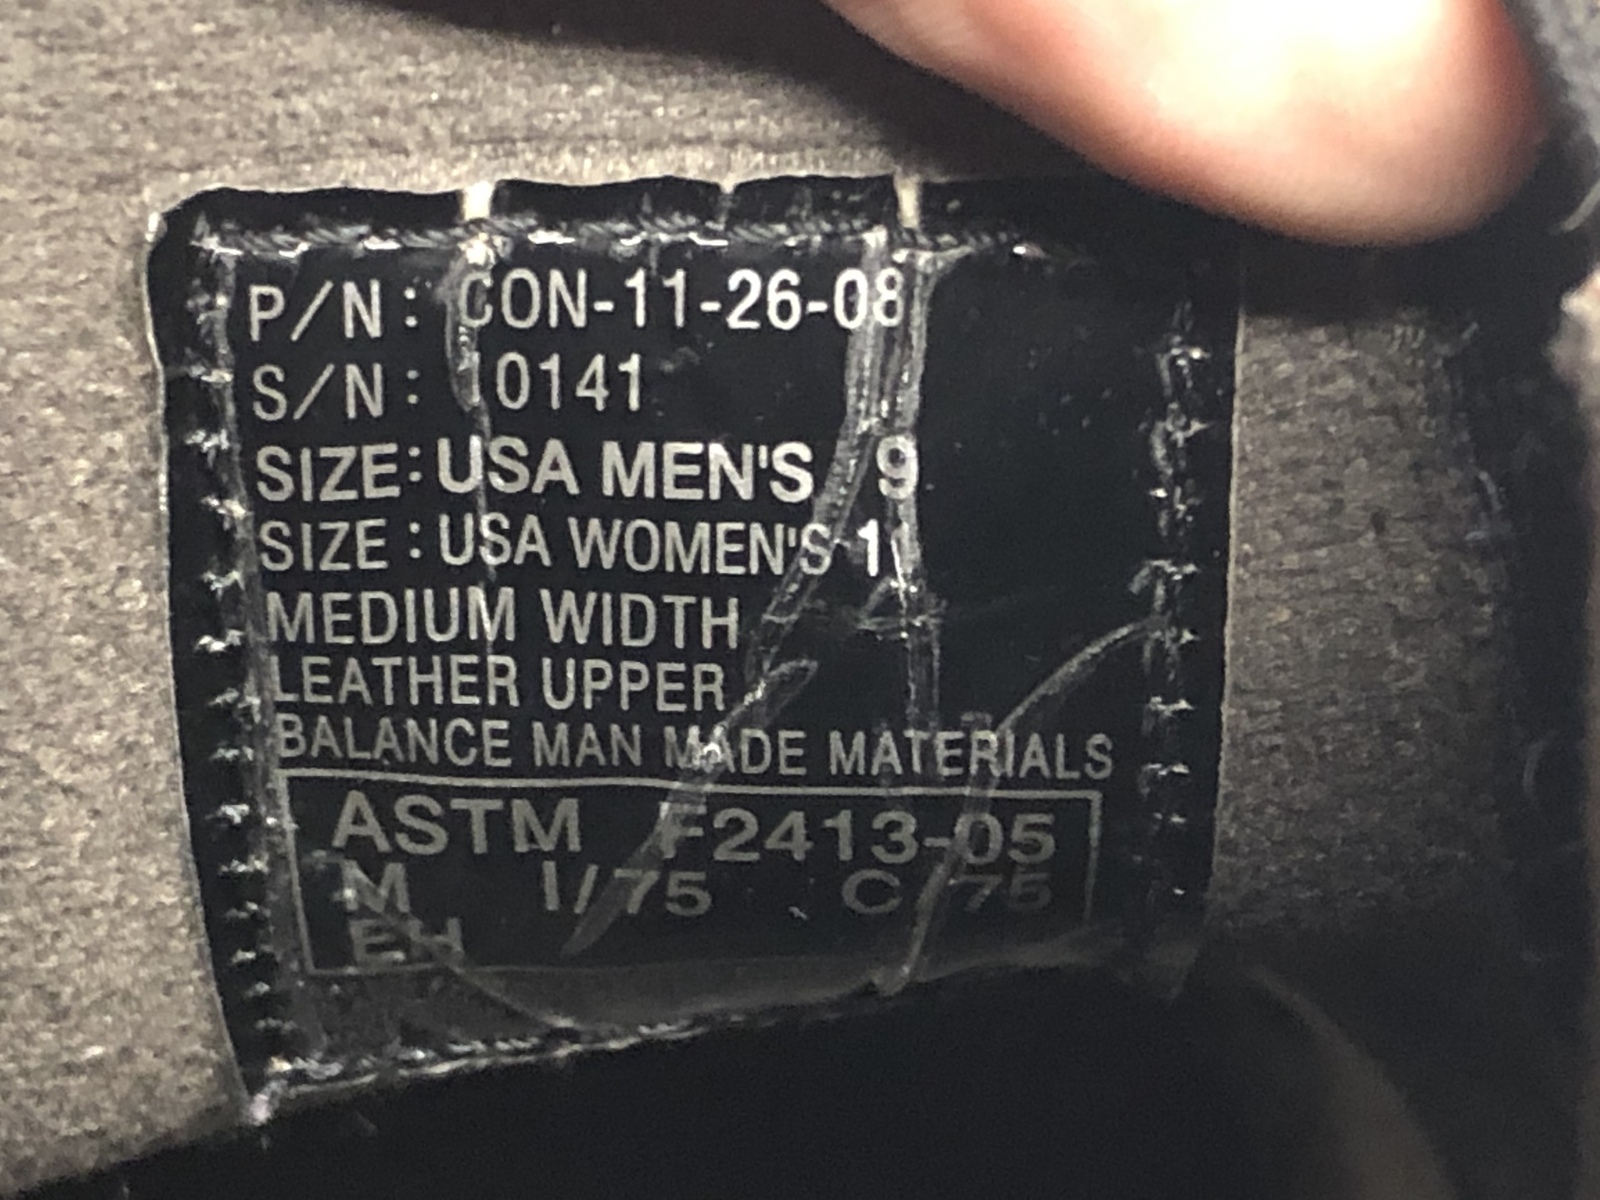 P/N: CON-11-26-08
S/N: 10141
SIZE: USA MEN'S 9
SIZE: USA WOMEN'S 11
MEDIUM WIDTH
LEATHER UPPER
BALANCE MAN MADE MATERIALS
ASTM F2413-05
M I/75 C/75
EH